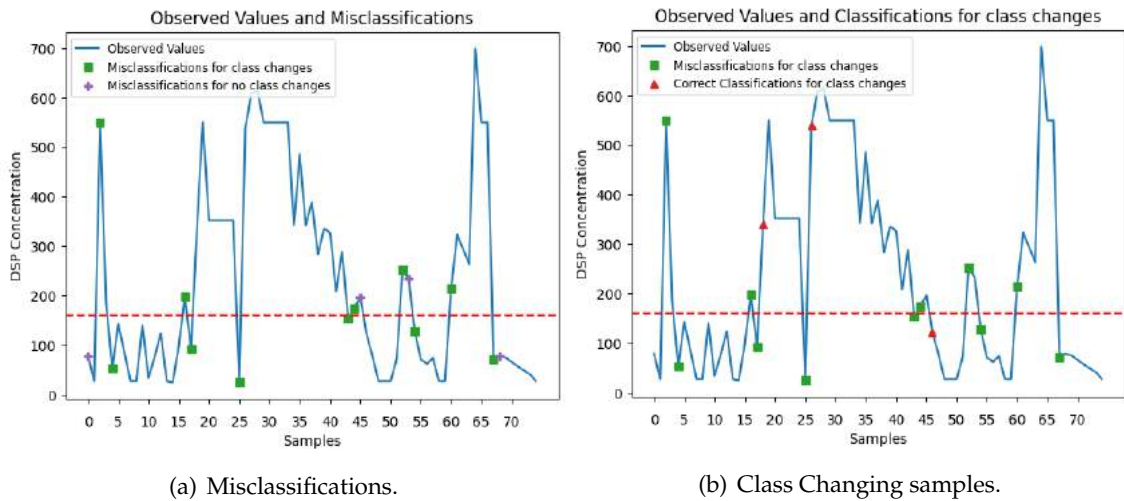 Observed Values and Misclassifications
700
600
500
400
300
200
100
0
DSP Concentration
Observed Values
Misclassifications for class changes
Misclassifications for no class changes
0 5 10 15 20 25 30 35 40 45 50 55 60 65 70
Samples
(a) Misclassifications.
Observed Values and Classifications for class changes
700
600
500
400
300
200
100
0
DSP Concentration
Observed Values
Misclassifications for class changes
Correct Classifications for class changes
0 5 10 15 20 25 30 35 40 45 50 55 60 65 70
Samples
(b) Class Changing samples.